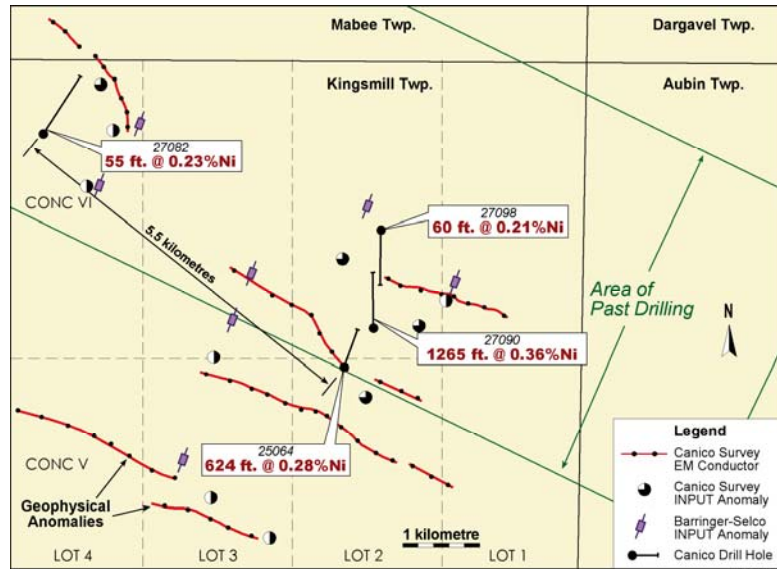 Mabee Twp.
Dargavel Twp.
Kingsmill Twp.
Aubin Twp.
27082
55 ft. @ 0.23%Ni
CONC VI
5.5 kilometres
27098
60 ft. @ 0.21%Ni
Area of
Past Drilling
N
27090
1265 ft. @ 0.36%Ni
25064
624 ft. @ 0.28%Ni
CONC V
Geophysical
Anomalies
1 kilometre
LOT 4
LOT 3
LOT 2
LOT 1
Legend
Canico Survey
EM Conductor
Canico Survey
INPUT Anomaly
Barringer-Selco
INPUT Anomaly
Canico Drill Hole